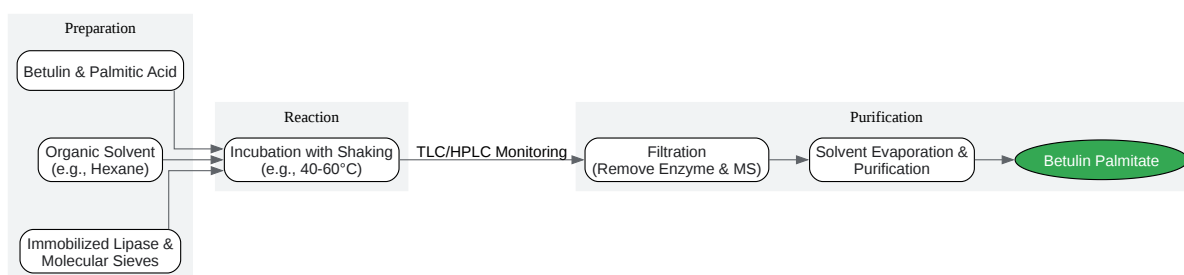 Preparation
Betulin & Palmitic Acid
Organic Solvent
(e.g., Hexane)
Immobilized Lipase &
Molecular Sieves
Reaction
Incubation with Shaking
(e.g., 40-60°C)
TLC/HPLC Monitoring
Purification
Filtration
(Remove Enzyme & MS)
Solvent Evaporation &
Purification
Betulin Palmitate